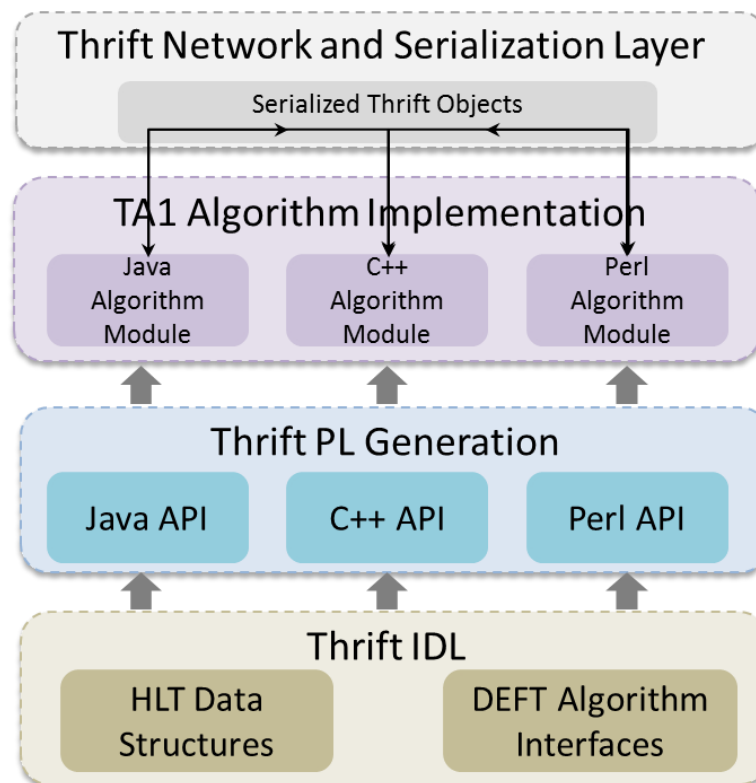 Thrift Network and Serialization Layer
Serialized Thrift Objects
TA1 Algorithm Implementation
Java
Algorithm
Module
C++
Algorithm
Module
Perl
Algorithm
Module
Thrift PL Generation
Java API
C++ API
Perl API
Thrift IDL
HLT Data
Structures
DEFT Algorithm
Interfaces